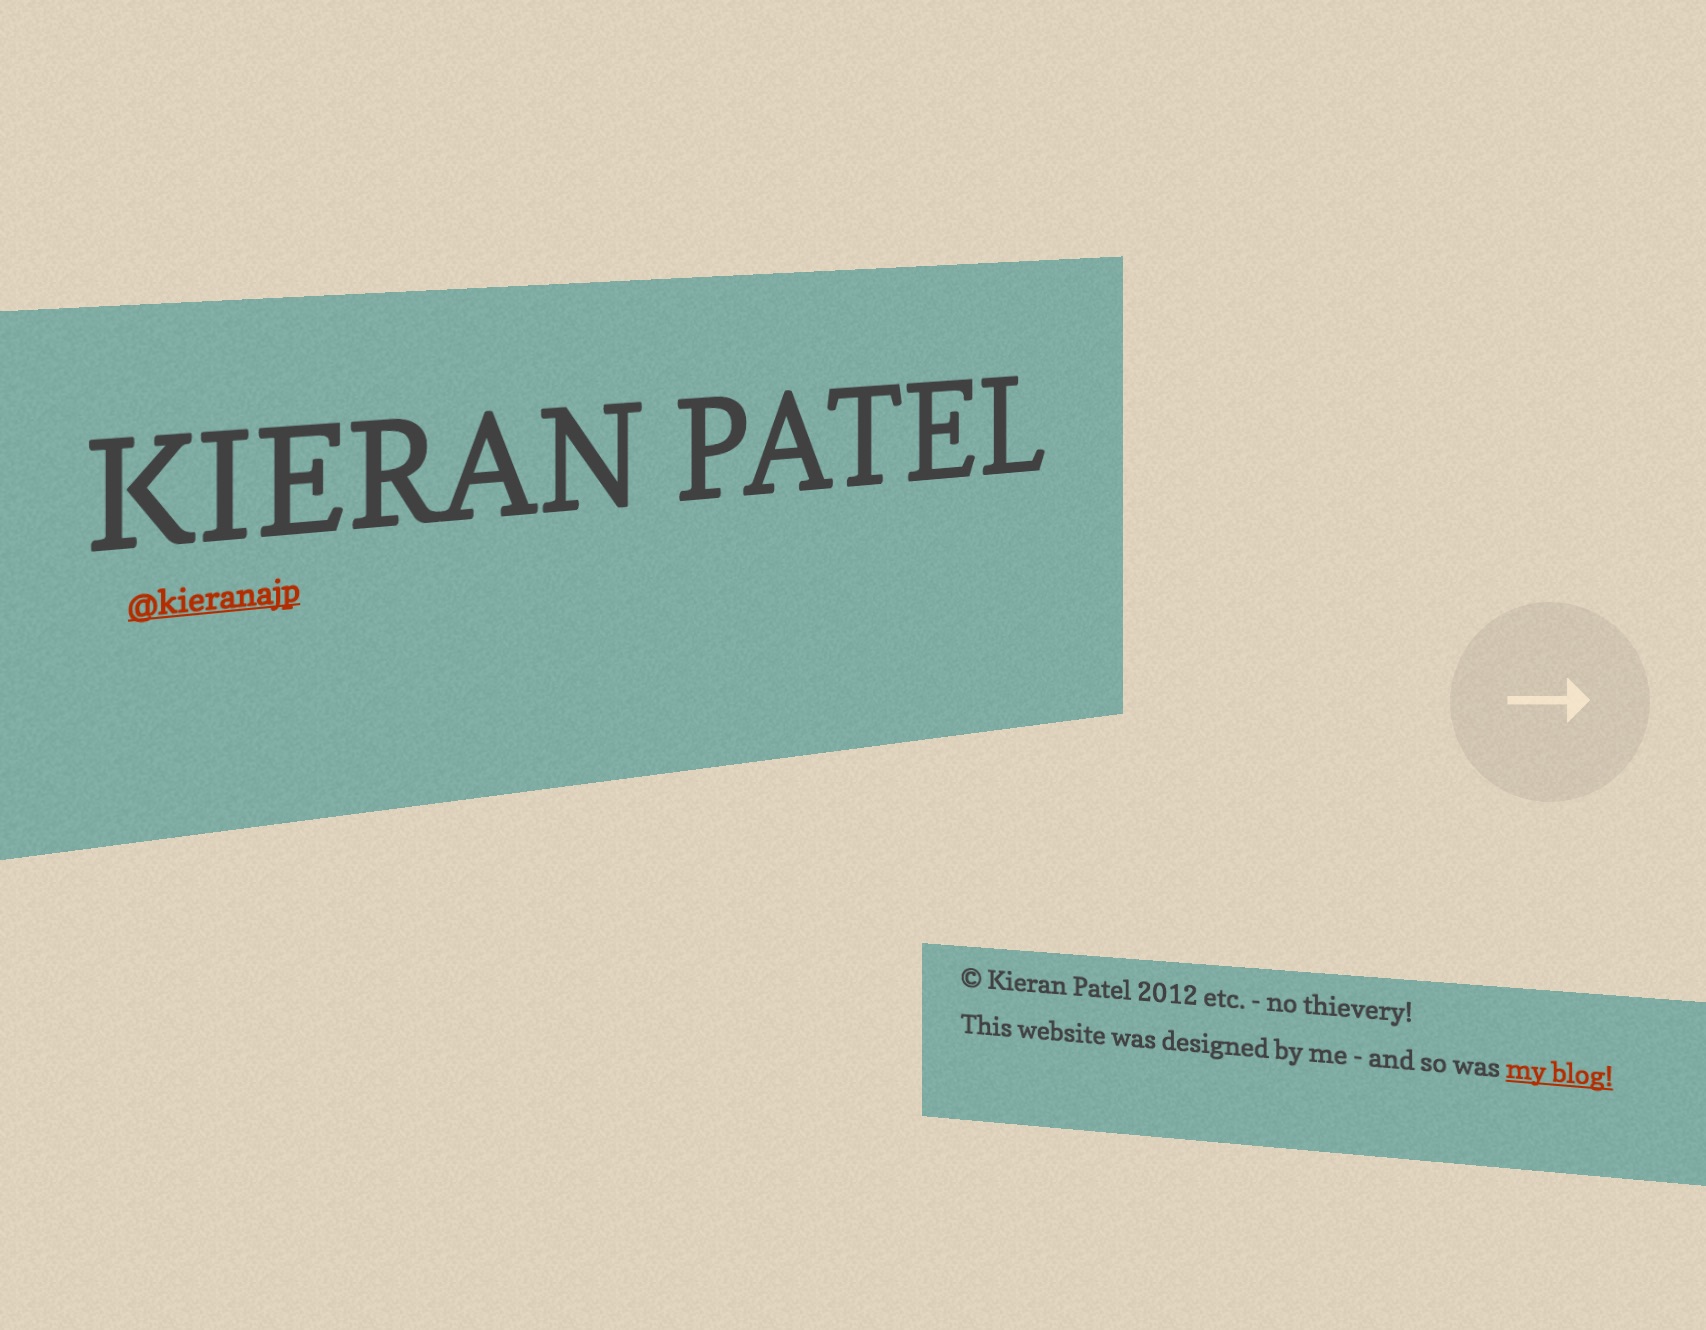 KIERAN PATEL
@kieranajp
© Kieran Patel 2012 etc. - no thievery!
This website was designed by me - and so was my blog!